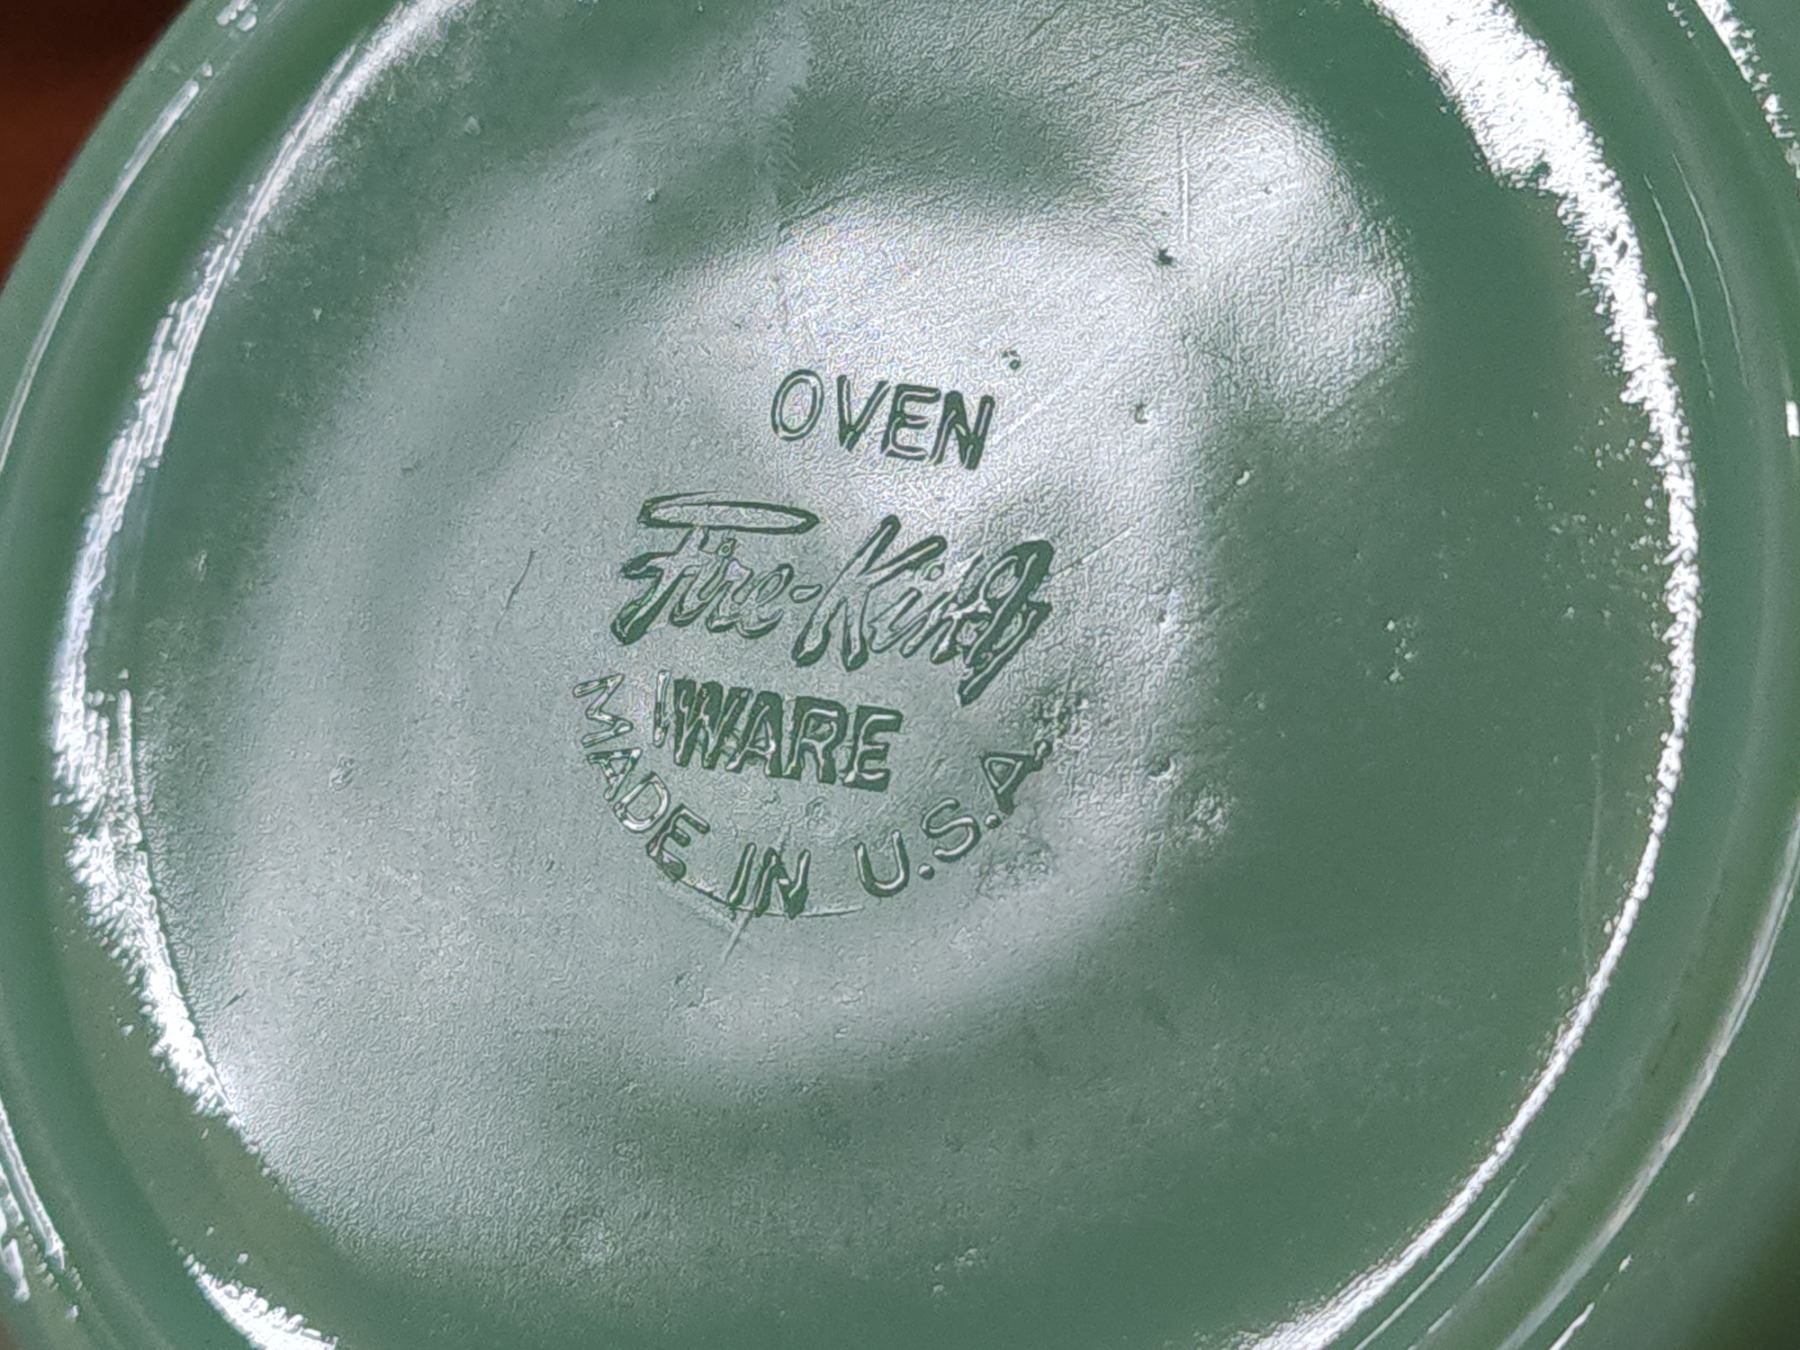 OVEN
Fire-King
WARE
MADE IN U.S.A.